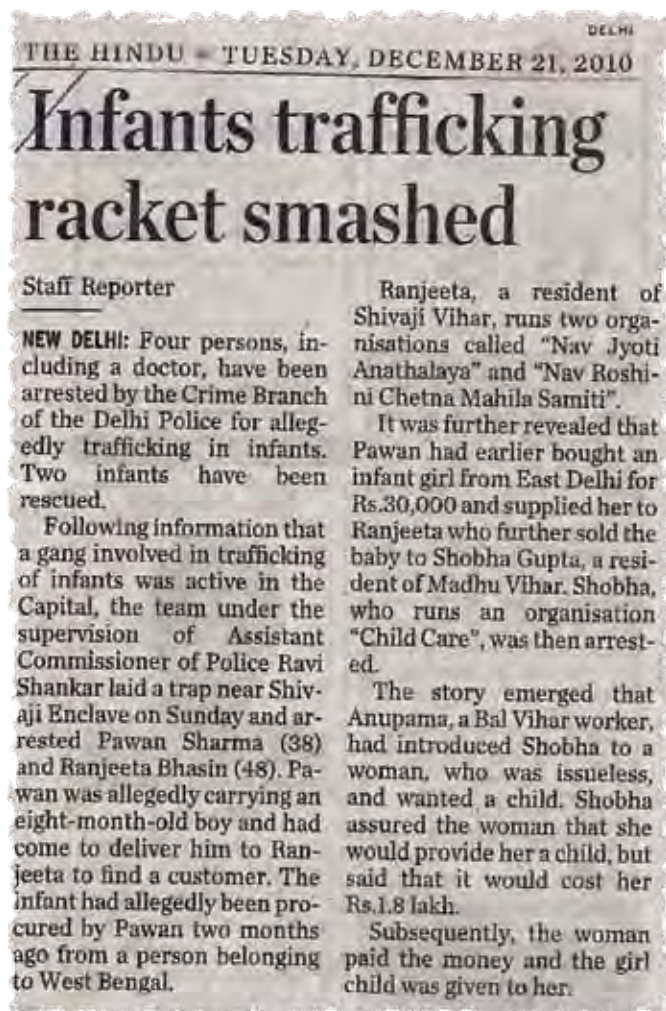 DELHI
THE HINDU • TUESDAY, DECEMBER 21, 2010
Infants trafficking
racket smashed
Staff Reporter
NEW DELHI: Four persons, in-
cluding a doctor, have been
arrested by the Crime Branch
of the Delhi Police for alleg-
edly trafficking in infants.
Two infants have been
rescued.
Following information that
a gang involved in trafficking
of infants was active in the
Capital, the team under the
supervision of Assistant
Commissioner of Police Ravi
Shankar laid a trap near Shiv-
aji Enclave on Sunday and ar-
rested Pawan Sharma (38)
and Ranjeeta Bhasin (48). Pa-
wan was allegedly carrying an
eight-month-old boy and had
come to deliver him to Ran-
jeeta to find a customer. The
infant had allegedly been pro-
cured by Pawan two months
ago from a person belonging
to West Bengal.
Ranjeeta, a resident of
Shivaji Vihar, runs two orga-
nisations called "Nav Jyoti
Anathalaya" and "Nav Roshi-
ni Chetna Mahila Samiti".
It was further revealed that
Pawan had earlier bought an
infant girl from East Delhi for
Rs.30,000 and supplied her to
Ranjeeta who further sold the
baby to Shobha Gupta, a resi-
dent of Madhu Vihar. Shobha,
who runs an organisation
"Child Care", was then arrest-
ed.
The story emerged that
Anupama, a Bal Vihar worker,
had introduced Shobha to a
woman, who was issueless,
and wanted a child. Shobha
assured the woman that she
would provide her a child, but
said that it would cost her
Rs.1.8 lakh.
Subsequently, the woman
paid the money and the girl
child was given to her.